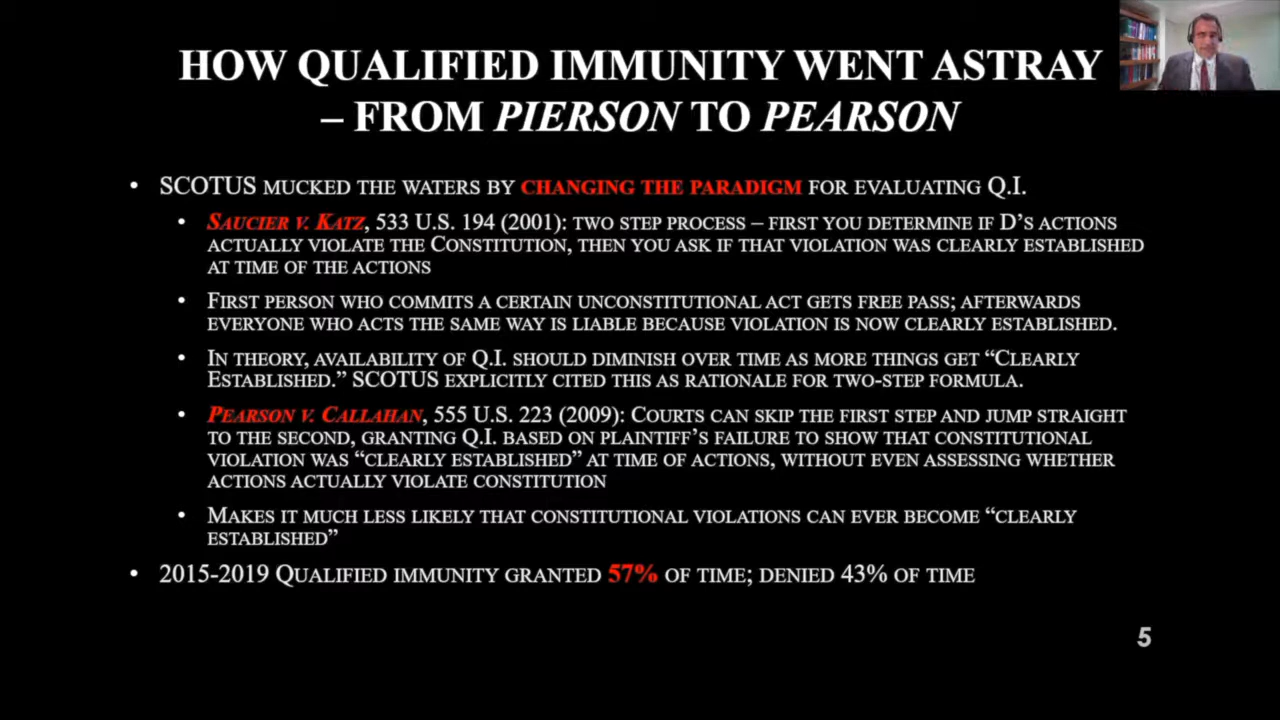 HOW QUALIFIED IMMUNITY WENT ASTRAY
– FROM PIERSON TO PEARSON
• SCOTUS MUCKED THE WATERS BY CHANGING THE PARADIGM FOR EVALUATING Q.I.
• SAUCIER V. KATZ, 533 U.S. 194 (2001): TWO STEP PROCESS – FIRST YOU DETERMINE IF D'S ACTIONS
ACTUALLY VIOLATE THE CONSTITUTION, THEN YOU ASK IF THAT VIOLATION WAS CLEARLY ESTABLISHED
AT TIME OF THE ACTIONS
• FIRST PERSON WHO COMMITS A CERTAIN UNCONSTITUTIONAL ACT GETS FREE PASS; AFTERWARDS
EVERYONE WHO ACTS THE SAME WAY IS LIABLE BECAUSE VIOLATION IS NOW CLEARLY ESTABLISHED.
• IN THEORY, AVAILABILITY OF Q.I. SHOULD DIMINISH OVER TIME AS MORE THINGS GET “CLEARLY
ESTABLISHED.” SCOTUS EXPLICITLY CITED THIS AS RATIONALE FOR TWO-STEP FORMULA.
• PEARSON V. CALLAHAN, 555 U.S. 223 (2009): COURTS CAN SKIP THE FIRST STEP AND JUMP STRAIGHT
TO THE SECOND, GRANTING Q.I. BASED ON PLAINTIFF'S FAILURE TO SHOW THAT CONSTITUTIONAL
VIOLATION WAS “CLEARLY ESTABLISHED” AT TIME OF ACTIONS, WITHOUT EVEN ASSESSING WHETHER
ACTIONS ACTUALLY VIOLATE CONSTITUTION
• MAKES IT MUCH LESS LIKELY THAT CONSTITUTIONAL VIOLATIONS CAN EVER BECOME “CLEARLY
ESTABLISHED”
• 2015-2019 QUALIFIED IMMUNITY GRANTED 57% OF TIME; DENIED 43% OF TIME
5